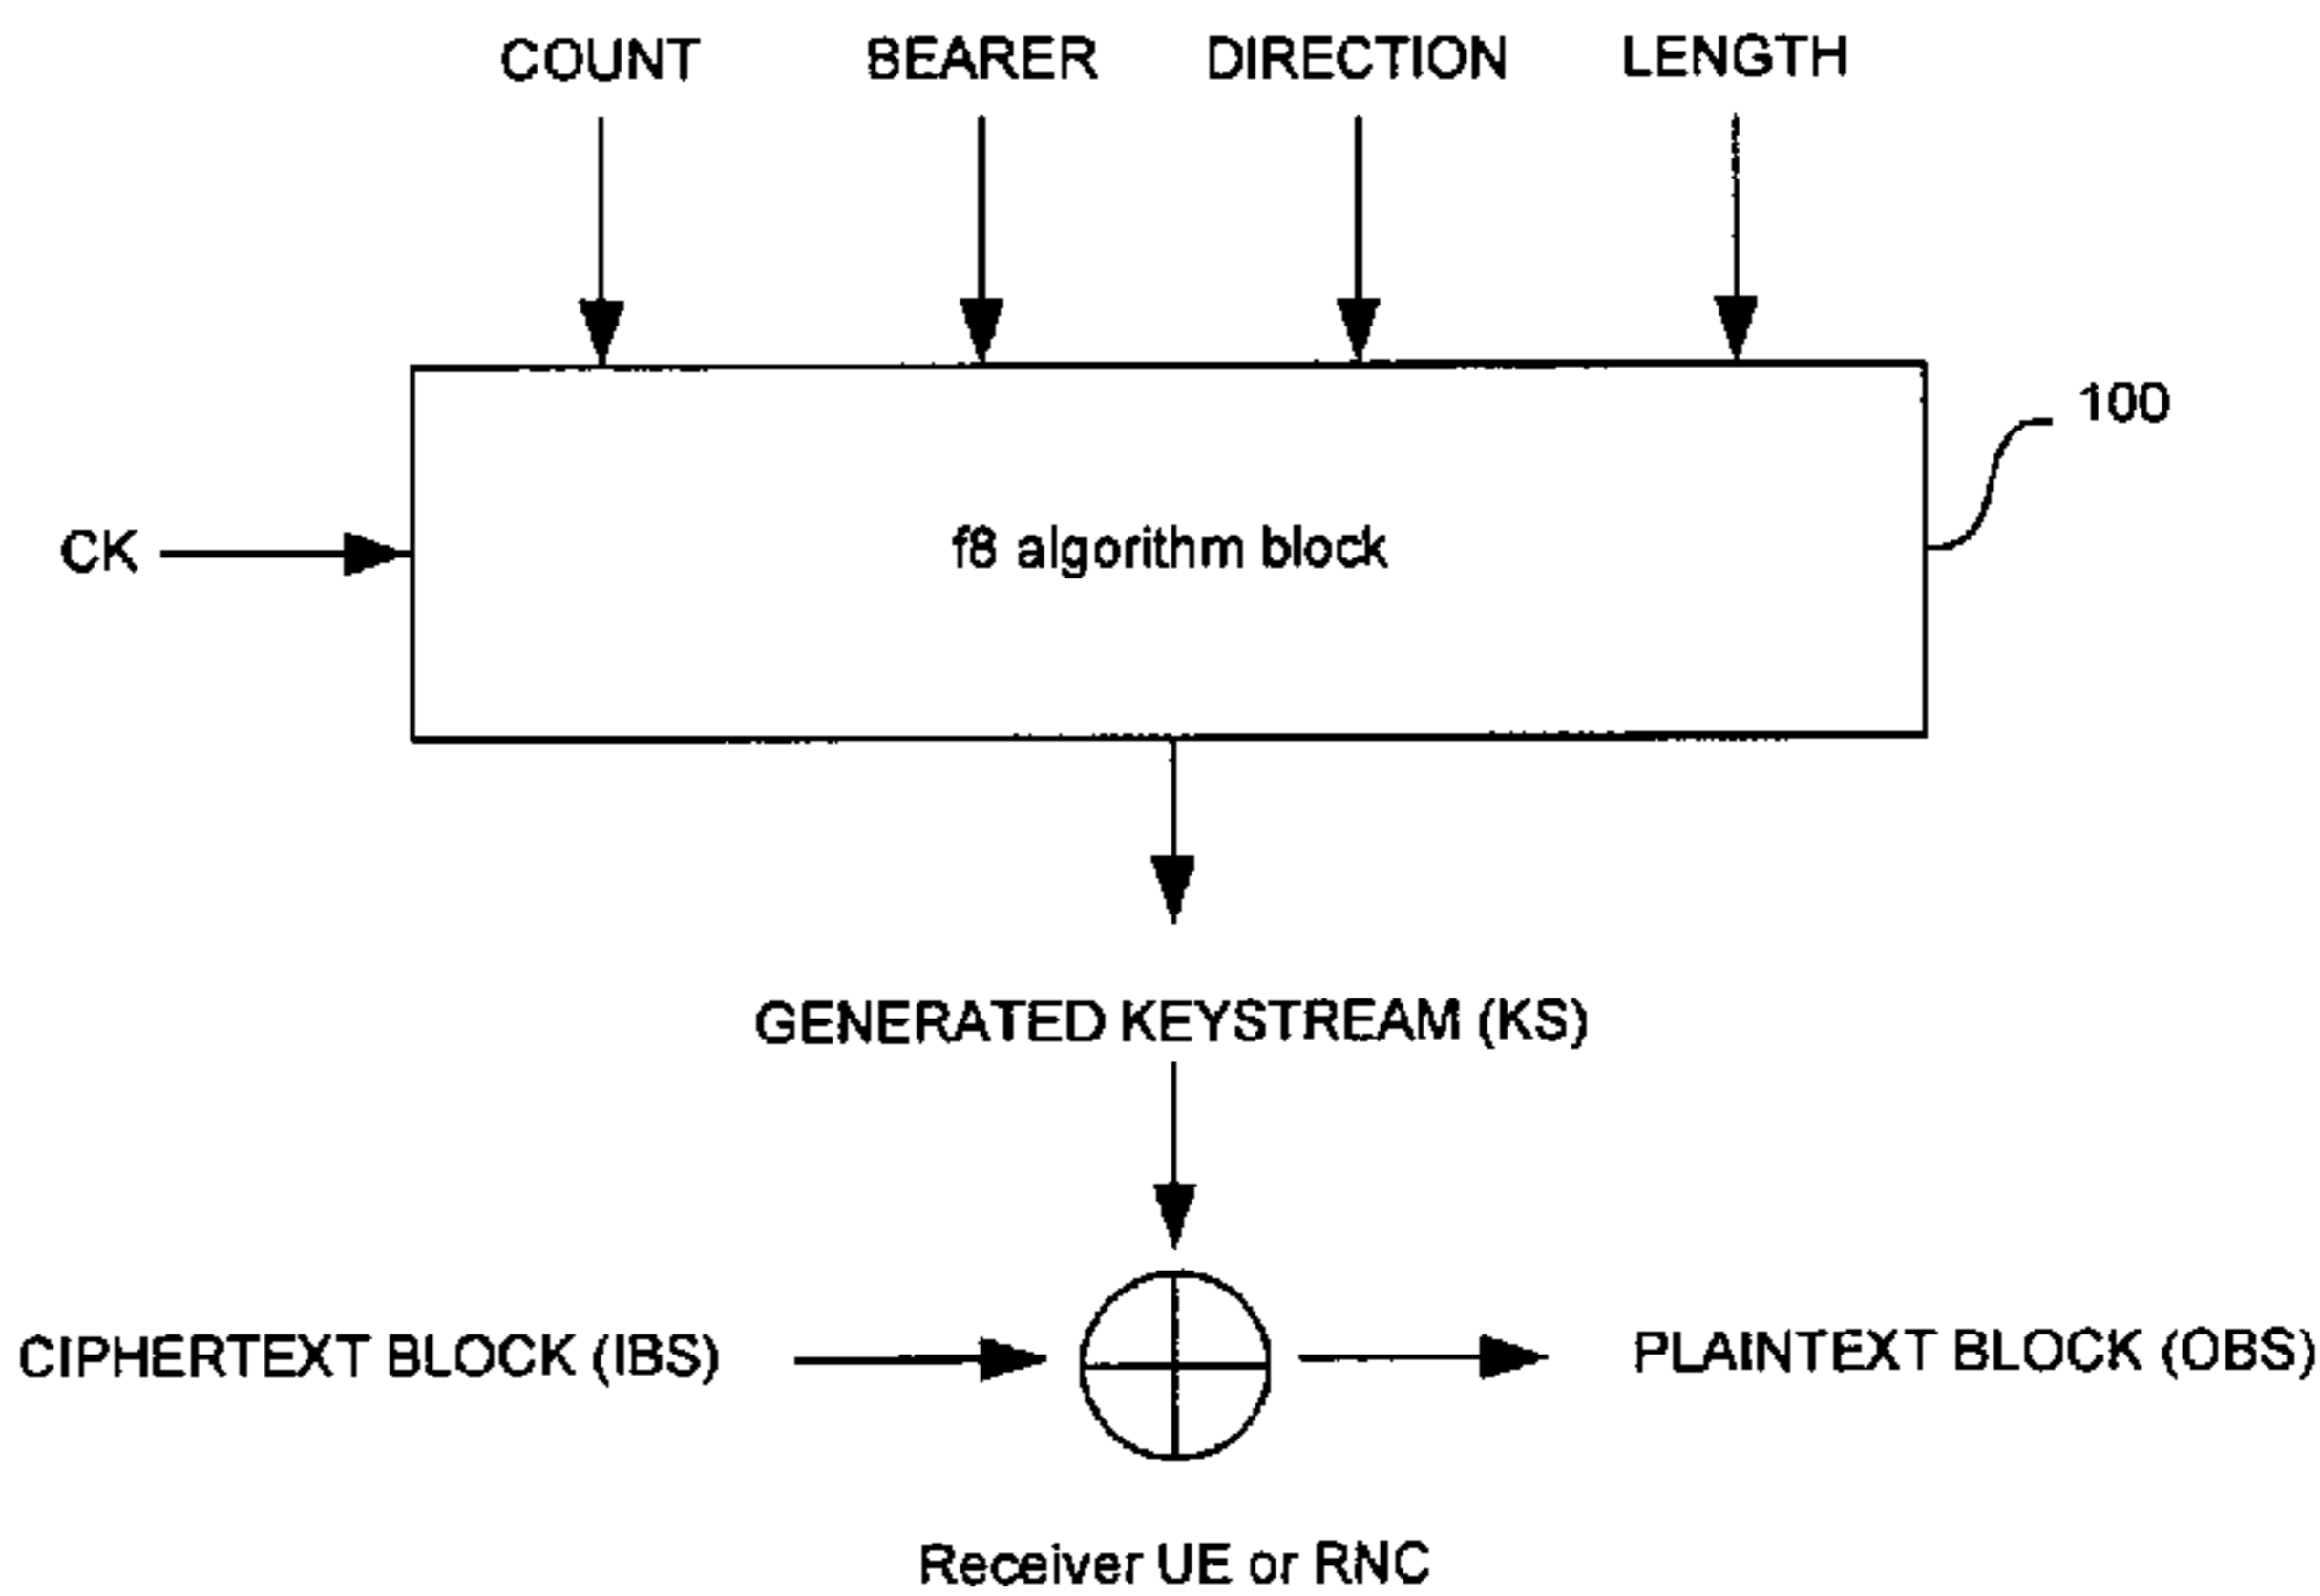 COUNT BEARER DIRECTION LENGTH
100
CK
f8 algorithm block
GENERATED KEYSTREAM (KS)
CIPHERTEXT BLOCK (IBS) PLAINTEXT BLOCK (OBS)
Receiver UE or RNC